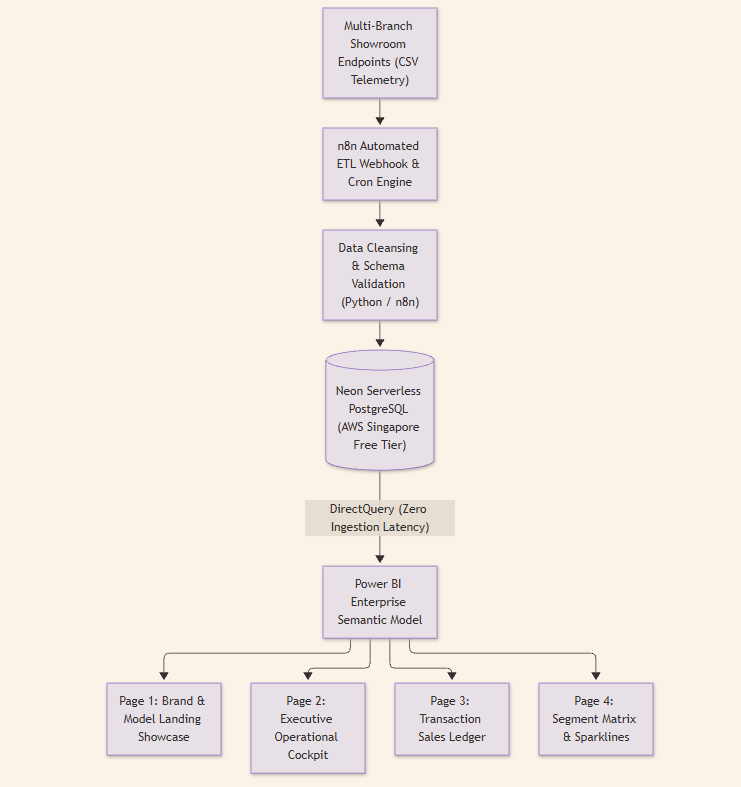 Multi-Branch
Showroom
Endpoints (CSV
Telemetry)
n8n Automated
ETL Webhook &
Cron Engine
Data Cleansing
& Schema
Validation
(Python / n8n)
Neon Serverless
PostgreSQL
(AWS Singapore
Free Tier)
DirectQuery (Zero
Ingestion Latency)
Power BI
Enterprise
Semantic Model
Page 1: Brand &
Model Landing
Showcase
Page 2:
Executive
Operational
Cockpit
Page 3:
Transaction
Sales Ledger
Page 4:
Segment Matrix
& Sparklines